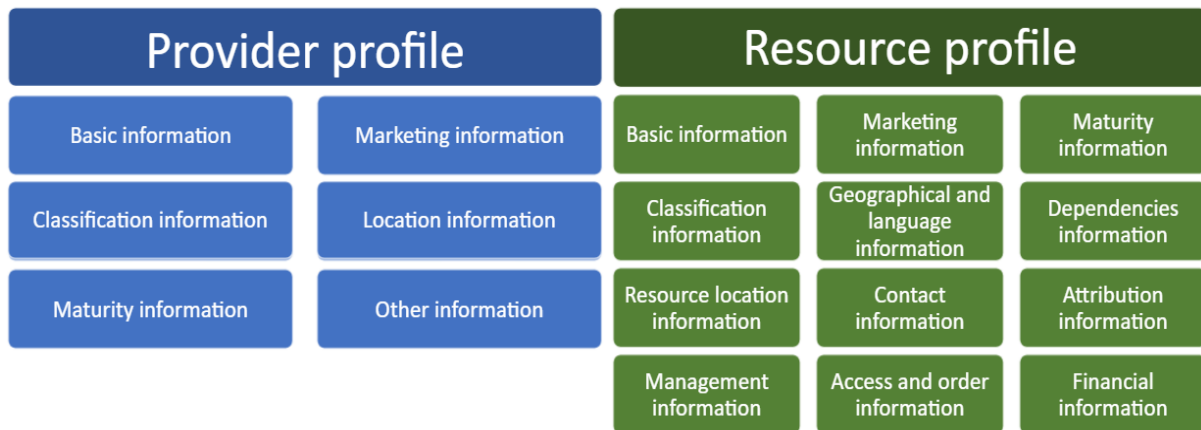 Provider profile
Basic information
Marketing information
Classification information
Location information
Maturity information
Other information
Resource profile
Basic information
Marketing
information
Maturity
information
Classification
information
Geographical and
language
information
Dependencies
information
Resource location
information
Contact
information
Attribution
information
Management
information
Access and order
information
Financial
information